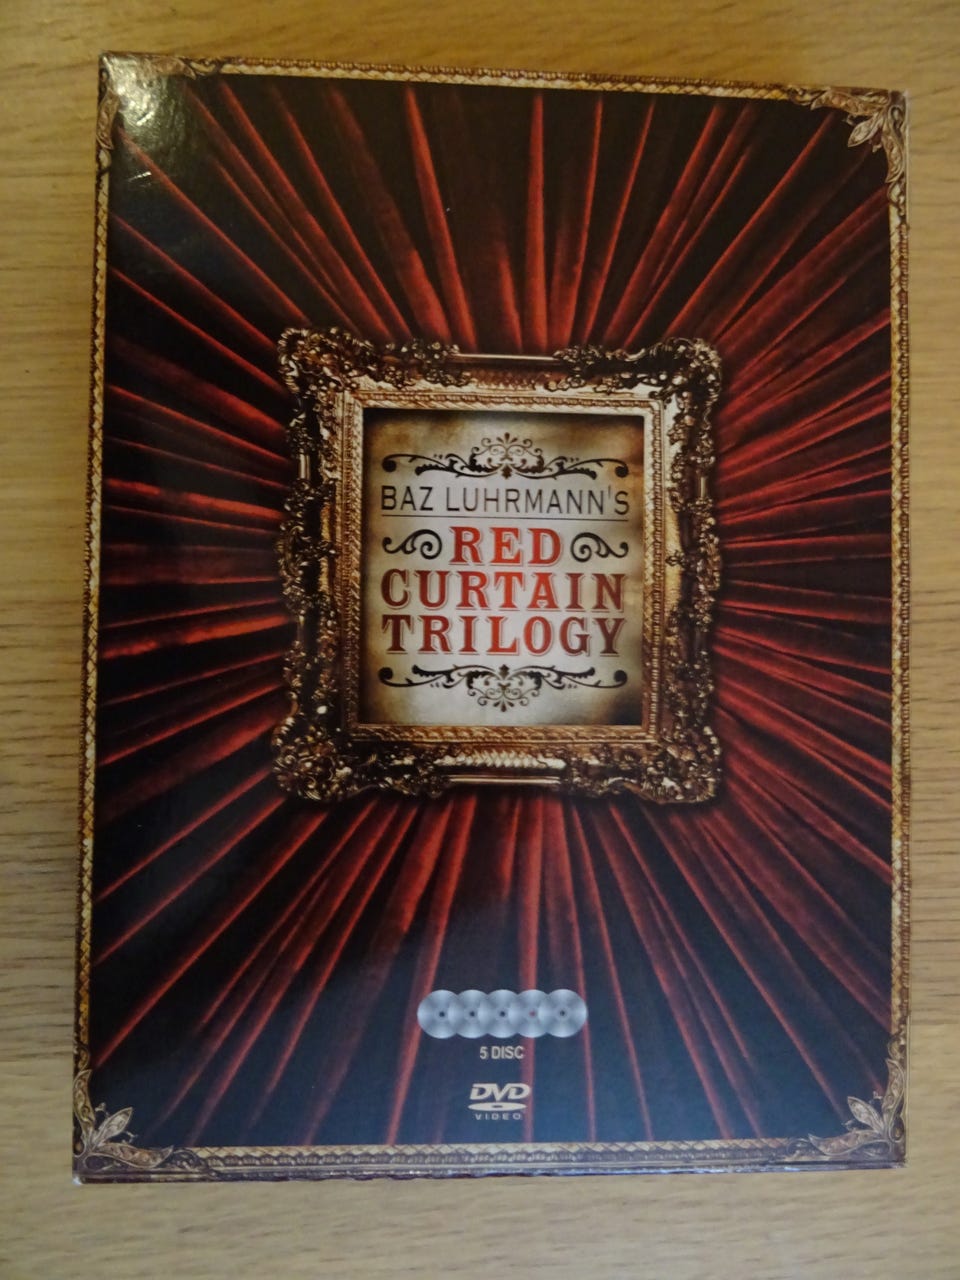 BAZ LUHRMANN'S
RED
CURTAIN
TRILOGY
5 DISC
DVD
VIDEO